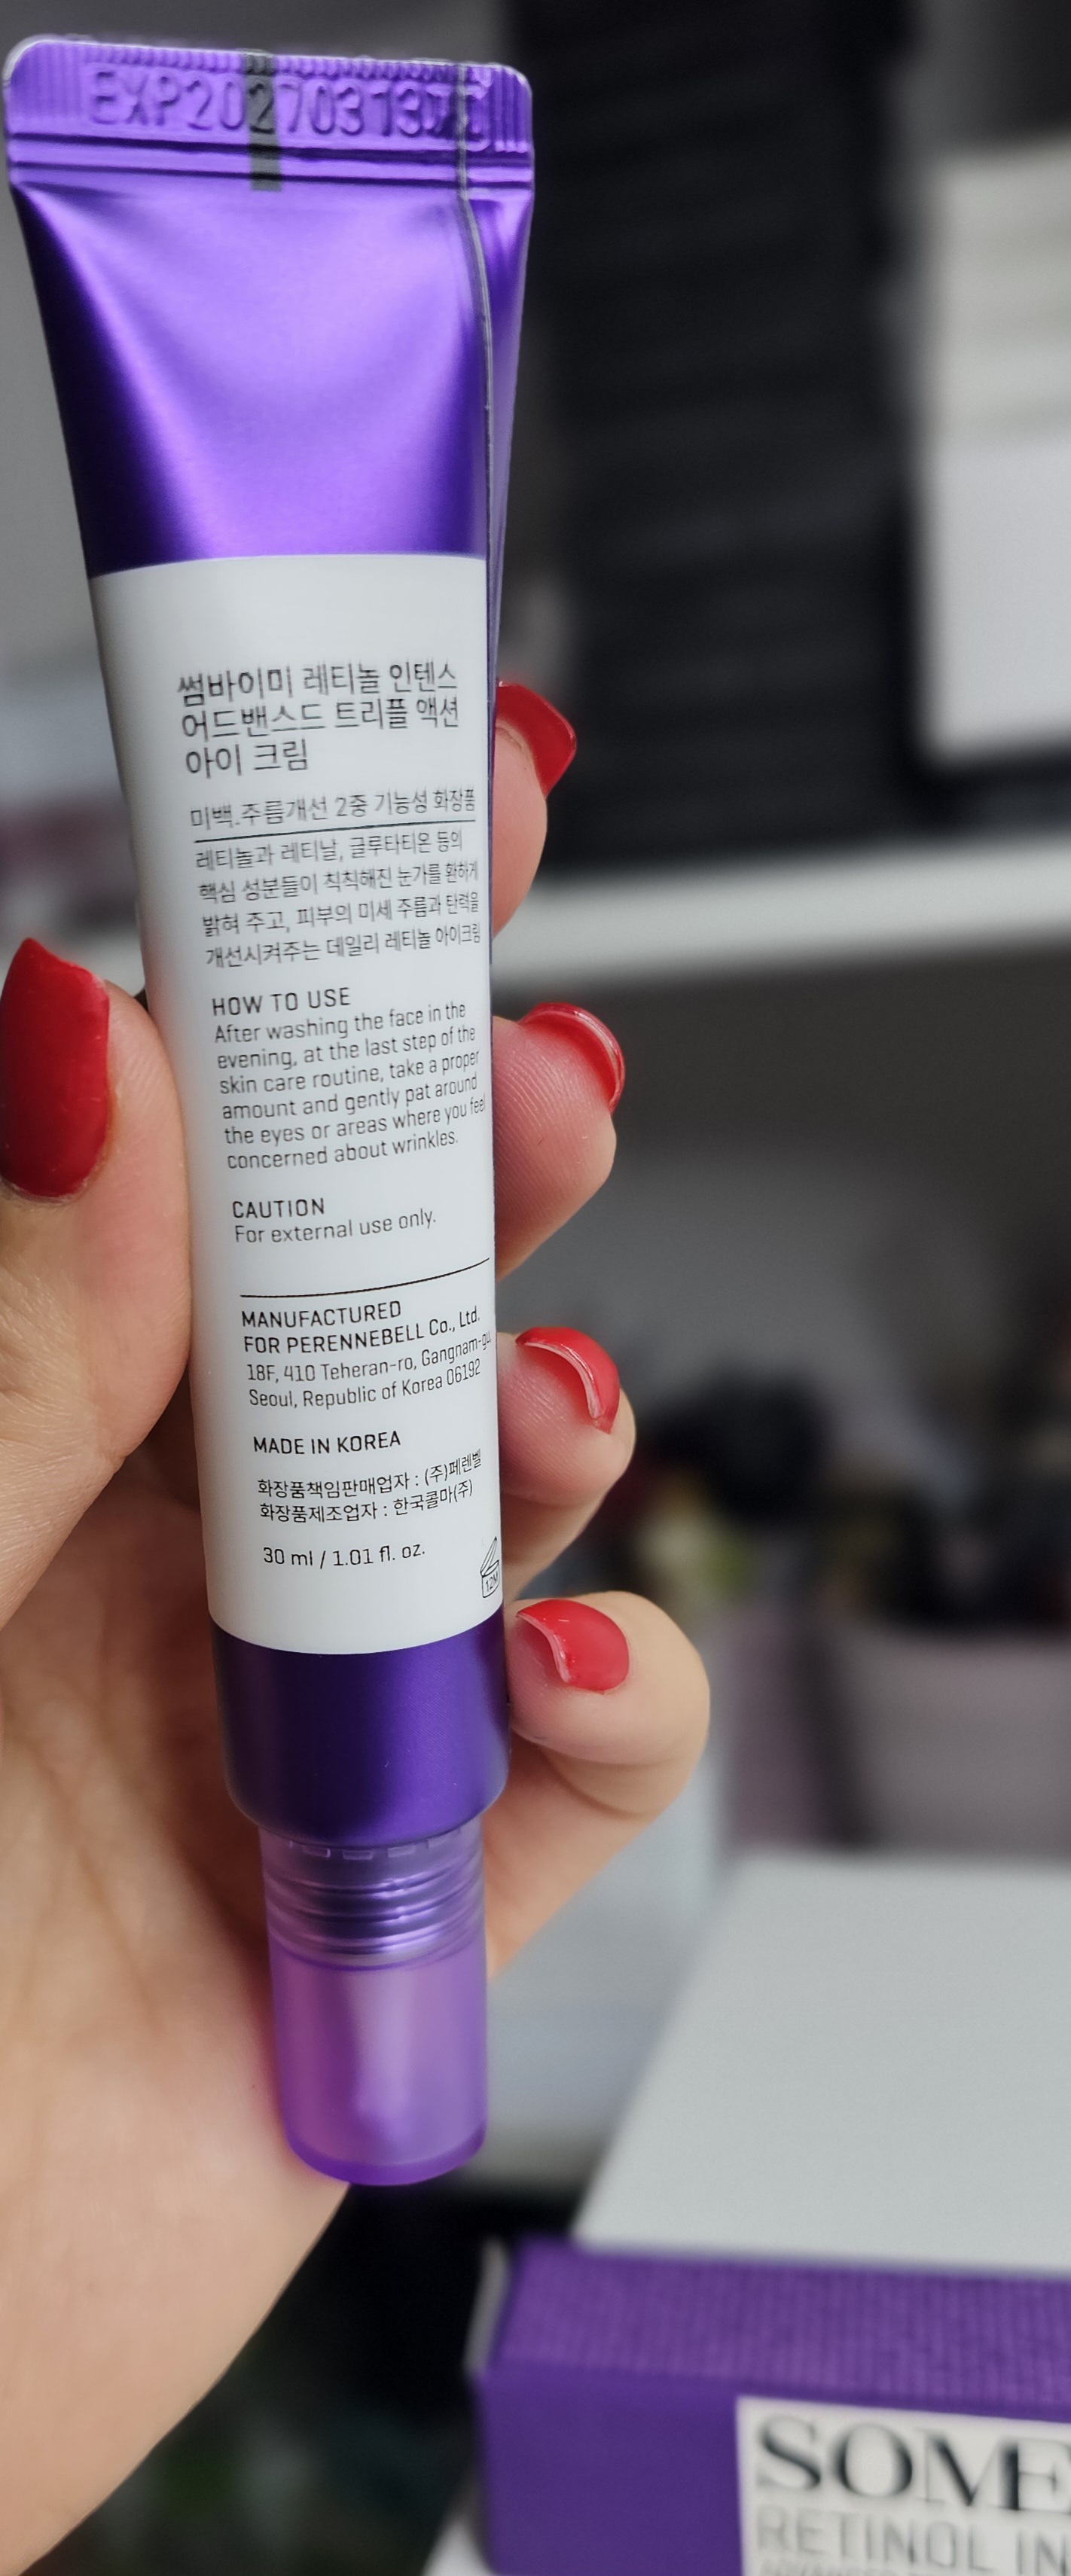 EXP20270313
썸바이미 레티놀 인텐스
어드밴스드 트리플 액션
아이 크림
미백.주름개선 2중 기능성 화장품
레티놀과 레티날, 글루타티온 등의
핵심 성분들이 칙칙해진 눈가를 환하게
밝혀 주고, 피부의 미세 주름과 탄력을
개선시켜주는 데일리 레티놀 아이크림
HOW TO USE
After washing the face in the
evening, at the last step of the
skin care routine, take a proper
amount and gently pat around
the eyes or areas where you feel
concerned about wrinkles.
CAUTION
For external use only.
MANUFACTURED
FOR PERENNEBELL Co., Ltd.
18F, 410 Teheran-ro, Gangnam-gu,
Seoul, Republic of Korea 06192
MADE IN KOREA
화장품책임판매업자 : (주)페렌벨
화장품제조업자 : 한국콜마(주)
30 ml / 1.01 fl. oz.
12M
SOME
RETINOL IN